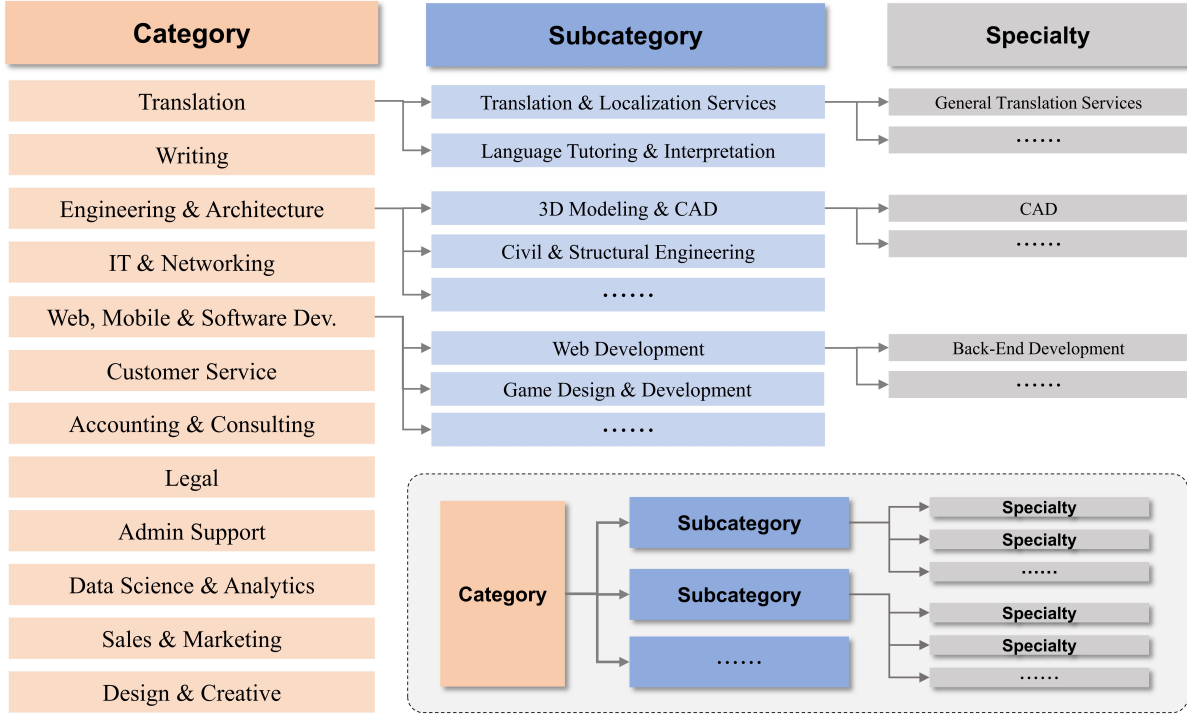 Category
Subcategory
Specialty
Translation
Translation & Localization Services
General Translation Services
......
Writing
Language Tutoring & Interpretation
Engineering & Architecture
3D Modeling & CAD
CAD
IT & Networking
Civil & Structural Engineering
......
......
Web, Mobile & Software Dev.
Web Development
Back-End Development
Customer Service
Game Design & Development
......
Accounting & Consulting
......
Legal
Admin Support
Data Science & Analytics
Sales & Marketing
Design & Creative
Category
Subcategory
Specialty
Specialty
......
Subcategory
Specialty
Specialty
......
......